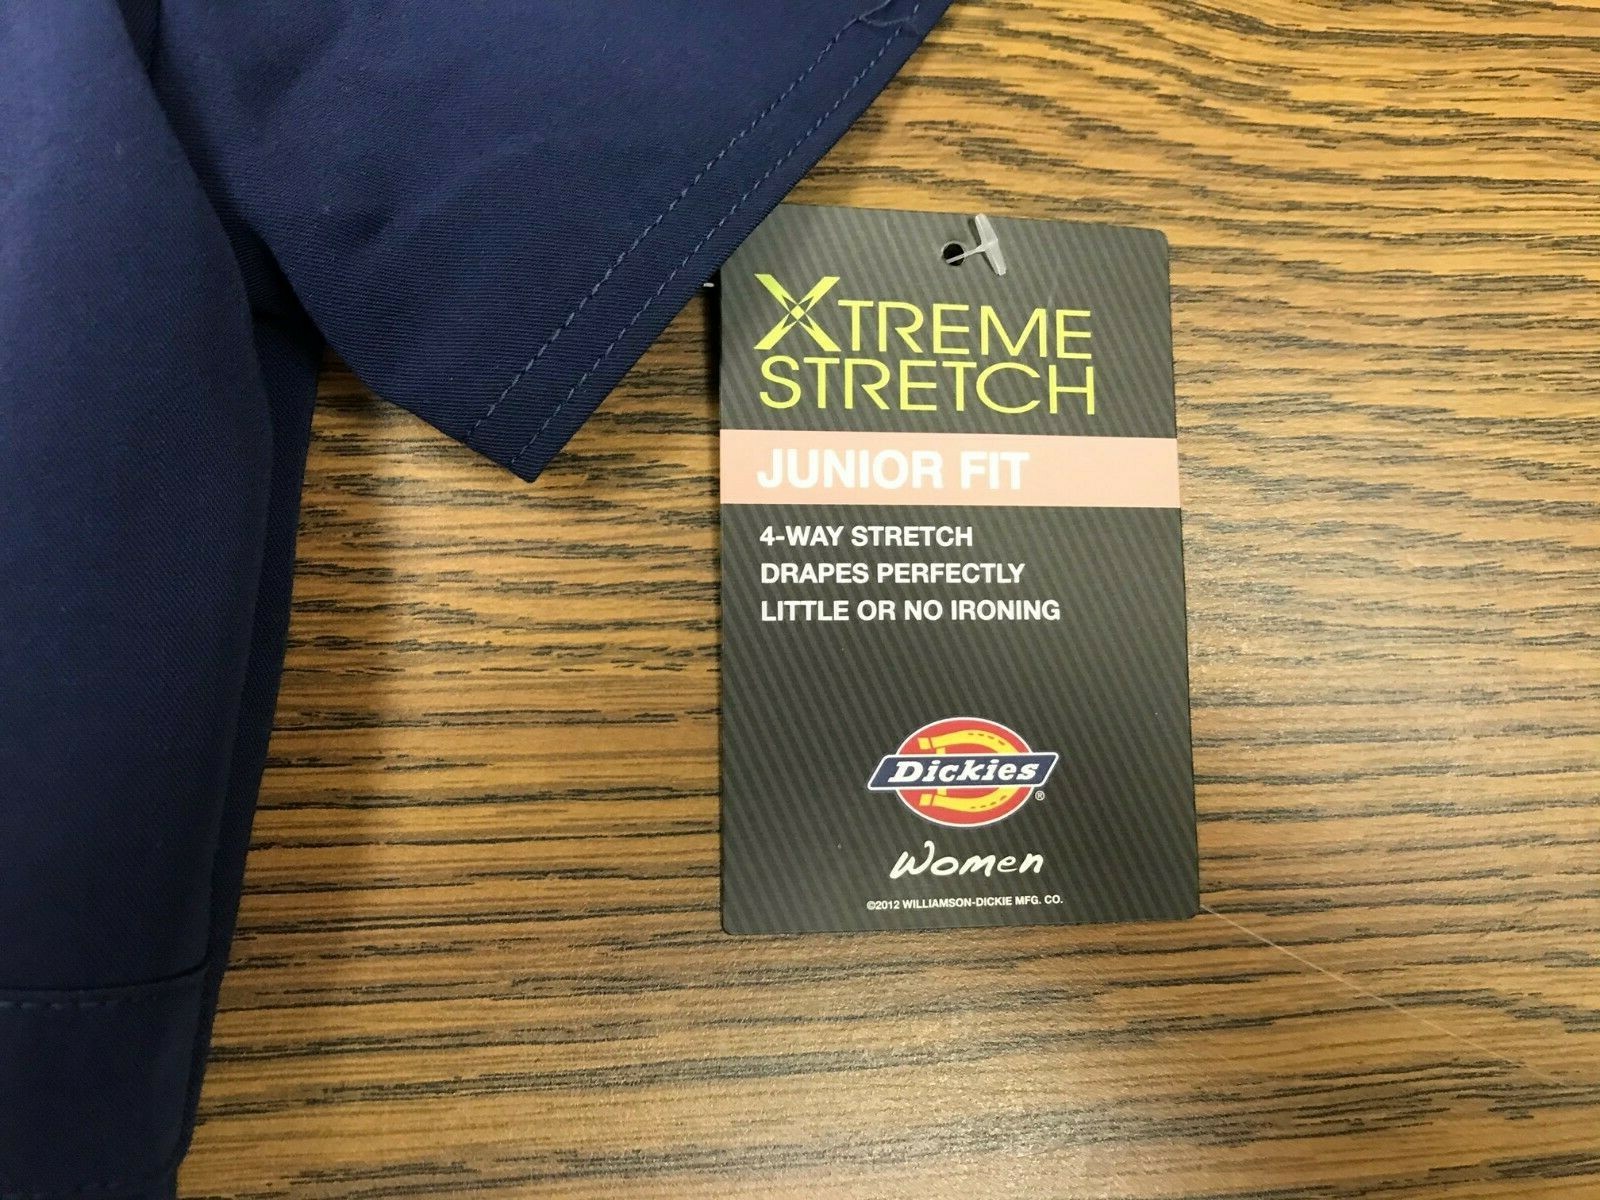 XTREME
STRETCH
JUNIOR FIT
4-WAY STRETCH
DRAPES PERFECTLY
LITTLE OR NO IRONING
Dickies®
Women
©2012 WILLIAMSON-DICKIE MFG. CO.